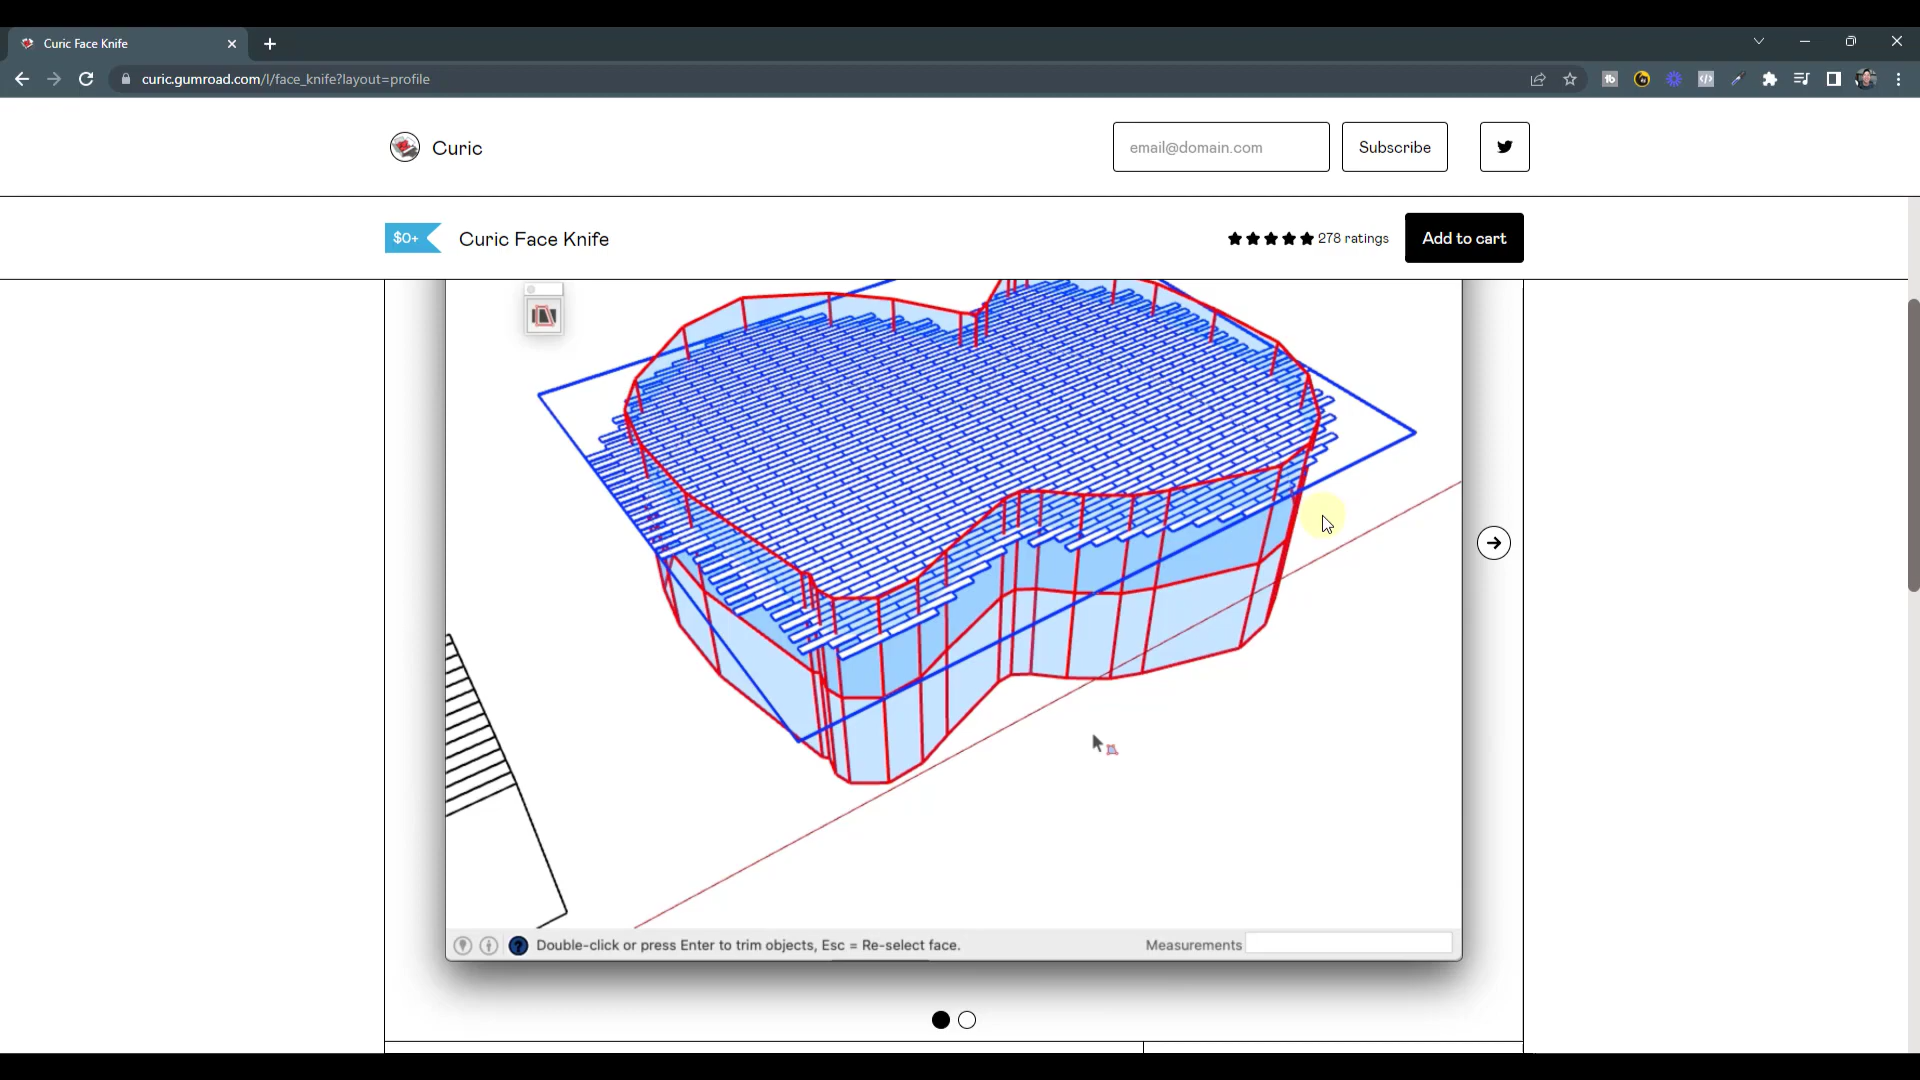 Curic Face Knife
curic.gumroad.com/l/face_knife?layout=profile
Curic
email@domain.com
Subscribe
$0+
Curic Face Knife
278 ratings
Add to cart
Double-click or press Enter to trim objects, Esc = Re-select face.
Measurements